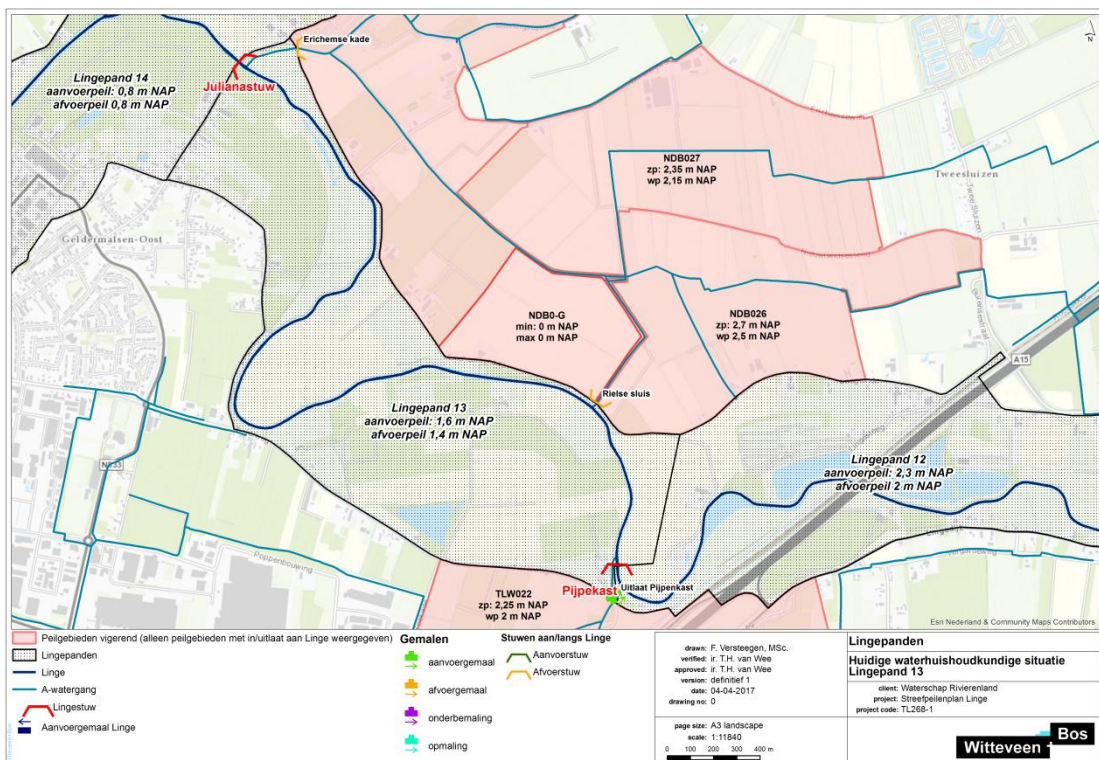 Erichemse kade
Lingepand 14
aanvoerpeil: 0,8 m NAP
afvoerpeil 0,8 m NAP
Julianastuw
NDB027
zp: 2,35 m NAP
wp 2,15 m NAP
Tweesluizen
Geldermalsen-Oost
NDB0-G
min: 0 m NAP
max 0 m NAP
NDB026
zp: 2,7 m NAP
wp 2,5 m NAP
A15
Rielse sluis
Lingepand 13
aanvoerpeil: 1,6 m NAP
afvoerpeil 1,4 m NAP
Lingepand 12
aanvoerpeil: 2,3 m NAP
afvoerpeil 2 m NAP
Poppenbouwing
Pijpekast
Uitlaat Pijpenkast
TLW022
zp: 2,25 m NAP
wp 2 m NAP
Esri Nederland & Community Maps Contributors
Peilgebieden vigerend (alleen peilgebieden met in/uitlaat aan Linge weergegeven)
Lingepanden
Linge
A-watergang
Lingestuw
Aanvoergemaal Linge
Gemalen
aanvoergemaal
afvoergemaal
onderbemaling
opmaling
Stuwen aan/langs Linge
Aanvoerstuw
Afvoerstuw
drawn: F. Versteegen, MSc.
verified: ir. T.H. van Wee
approved: ir. T.H. van Wee
version: definitief 1
date: 04-04-2017
drawing no: 0
page size: A3 landscape
scale: 1:11840
0 100 200 300 400 m
Lingepanden
Huidige waterhuishoudkundige situatie
Lingepand 13
client: Waterschap Rivierenland
project: Streefpeilenplan Linge
project code: TL268-1
Witteveen + Bos